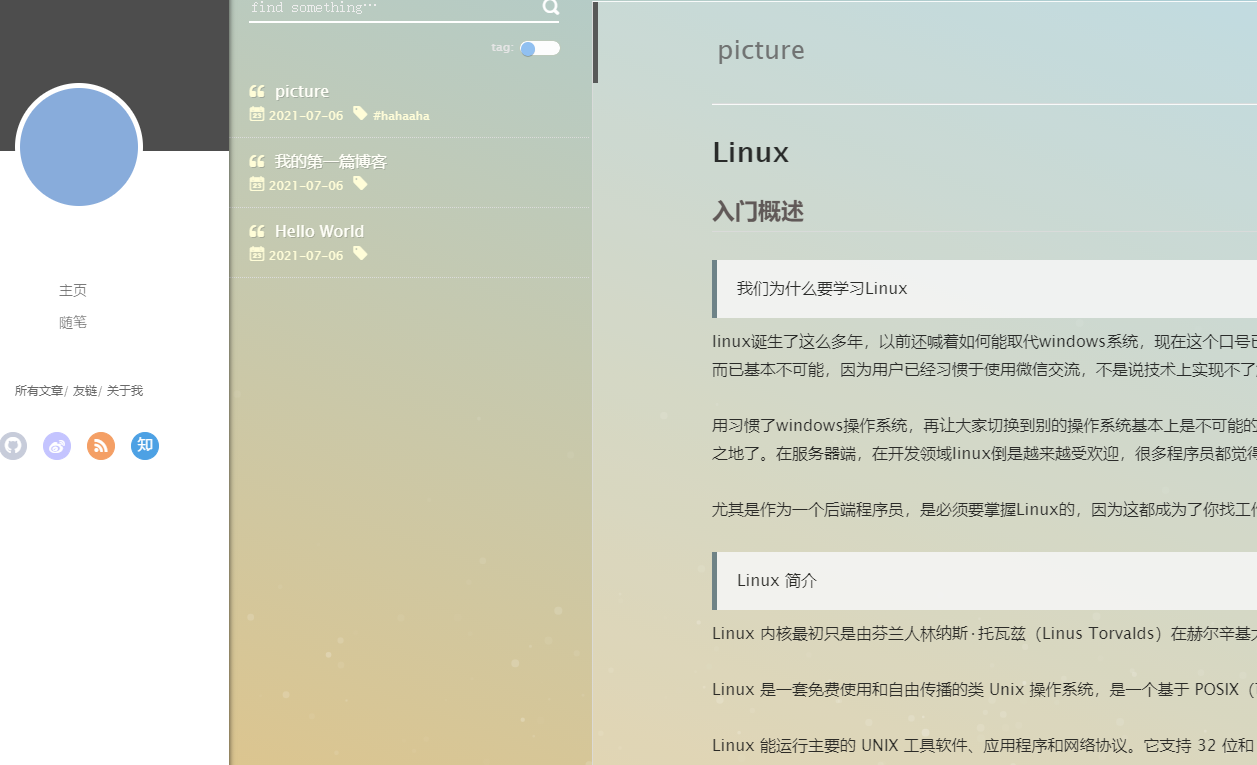 主页
随笔
所有文章/ 友链/ 关于我
知
find something…
tag:
picture
2021-07-06 #hahaaha
我的第一篇博客
2021-07-06
Hello World
2021-07-06
picture
Linux
入门概述
我们为什么要学习Linux
linux诞生了这么多年，以前还喊着如何能取代windows系统，现在这个口号已
而已基本不可能，因为用户已经习惯于使用微信交流，不是说技术上实现不了
用习惯了windows操作系统，再让大家切换到别的操作系统基本上是不可能的
之地了。在服务器端，在开发领域linux倒是越来越受欢迎，很多程序员都觉得
尤其是作为一个后端程序员，是必须要掌握Linux的，因为这都成为了你找工作
Linux 简介
Linux 内核最初只是由芬兰人林纳斯·托瓦兹（Linus Torvalds）在赫尔辛基大
Linux 是一套免费使用和自由传播的类 Unix 操作系统，是一个基于 POSIX（
Linux 能运行主要的 UNIX 工具软件、应用程序和网络协议。它支持 32 位和